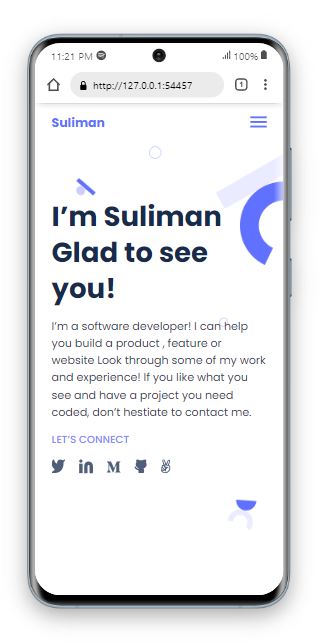 11:21 PM
100%
http://127.0.0.1:54457
1
Suliman
I'm Suliman
Glad to see
you!
I'm a software developer! I can help
you build a product , feature or
website Look through some of my work
and experience! If you like what you
see and have a project you need
coded, don't hestiate to contact me.
LET'S CONNECT